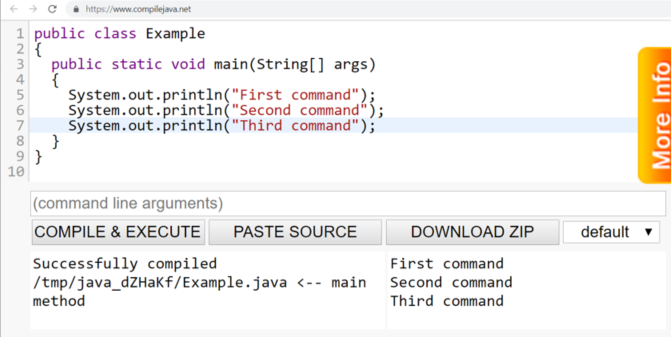 https://www.compilejava.net
1 public class Example
2 {
3 public static void main(String[] args)
4 {
5 System.out.println("First command");
6 System.out.println("Second command");
7 System.out.println("Third command");
8 }
9 }
10
More Info
(command line arguments)
COMPILE & EXECUTE PASTE SOURCE DOWNLOAD ZIP default
Successfully compiled
/tmp/java_dZHaKf/Example.java <-- main
method
First command
Second command
Third command